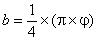 b = 1/4 × (π × φ)